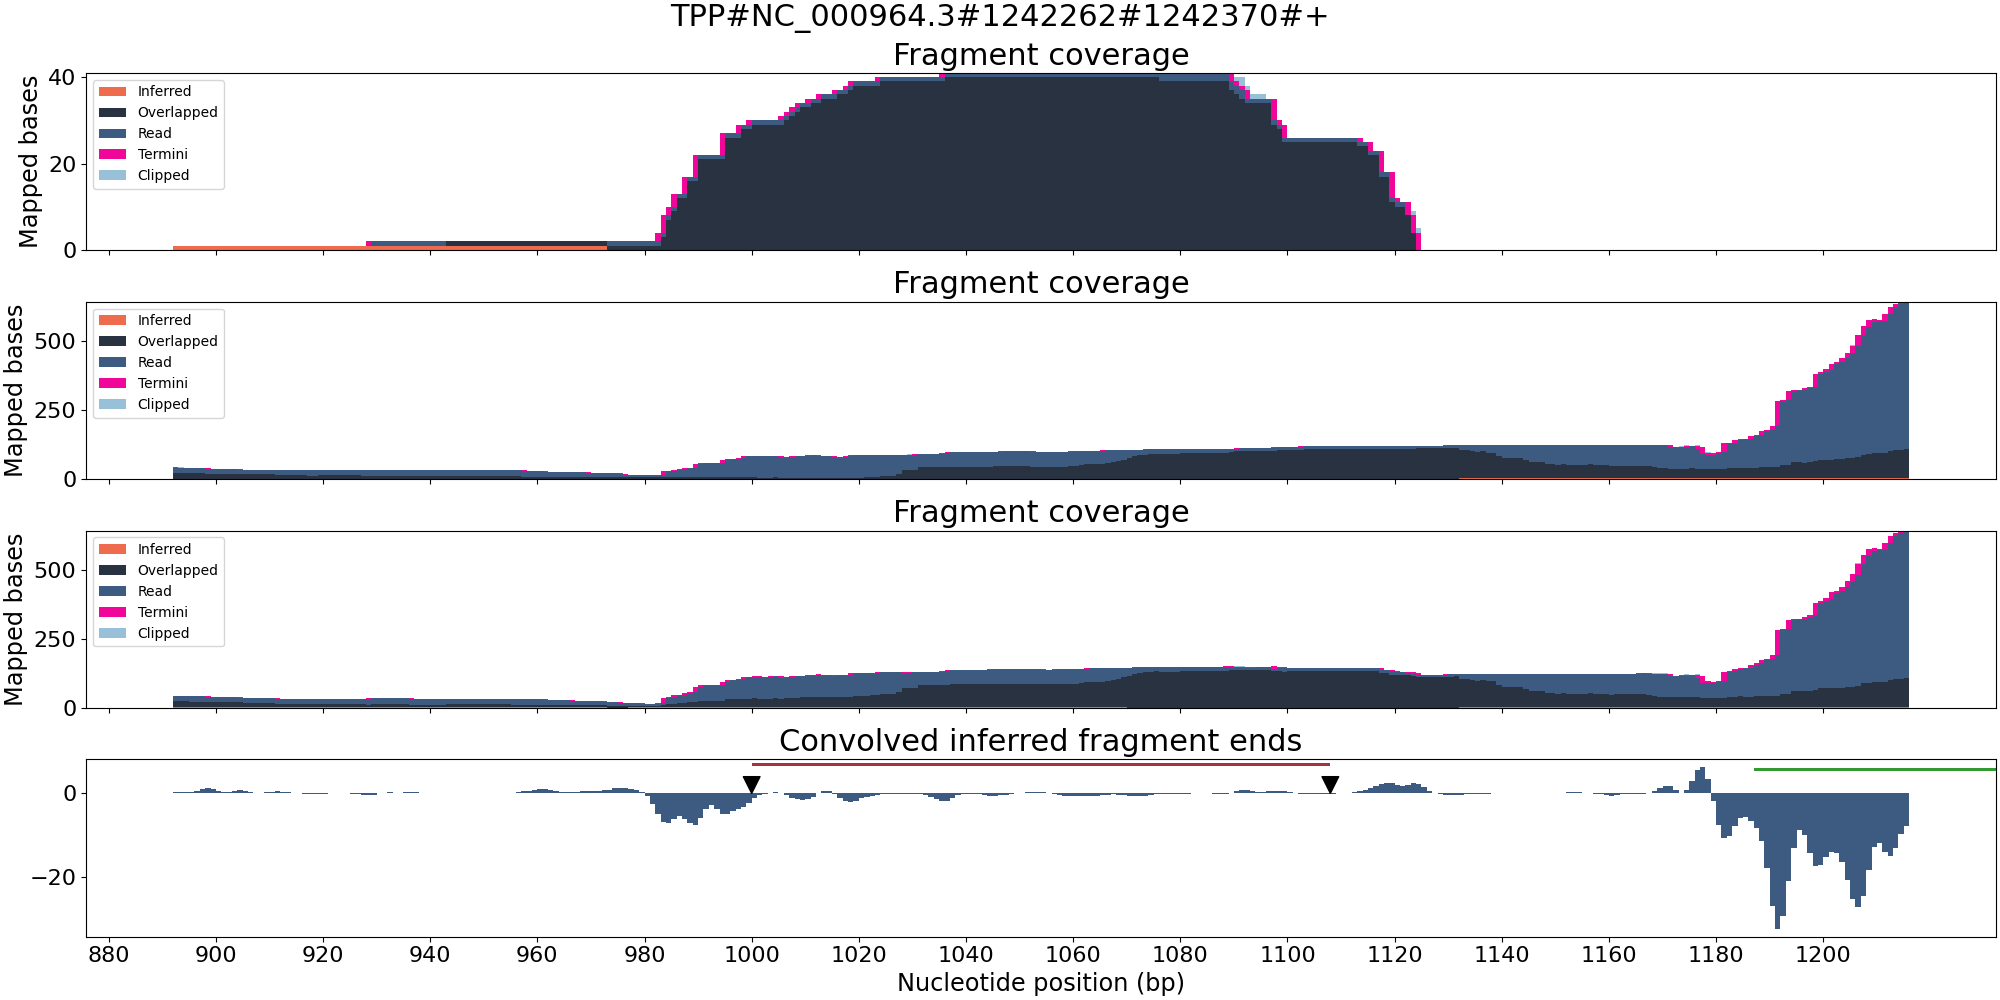 TPP#NC_000964.3#1242262#1242370#+
Fragment coverage
Mapped bases
40
20
0
Inferred
Overlapped
Read
Termini
Clipped
Fragment coverage
Mapped bases
500
250
0
Inferred
Overlapped
Read
Termini
Clipped
Fragment coverage
Mapped bases
500
250
0
Inferred
Overlapped
Read
Termini
Clipped
Convolved inferred fragment ends
0
−20
880 900 920 940 960 980 1000 1020 1040 1060 1080 1100 1120 1140 1160 1180 1200
Nucleotide position (bp)